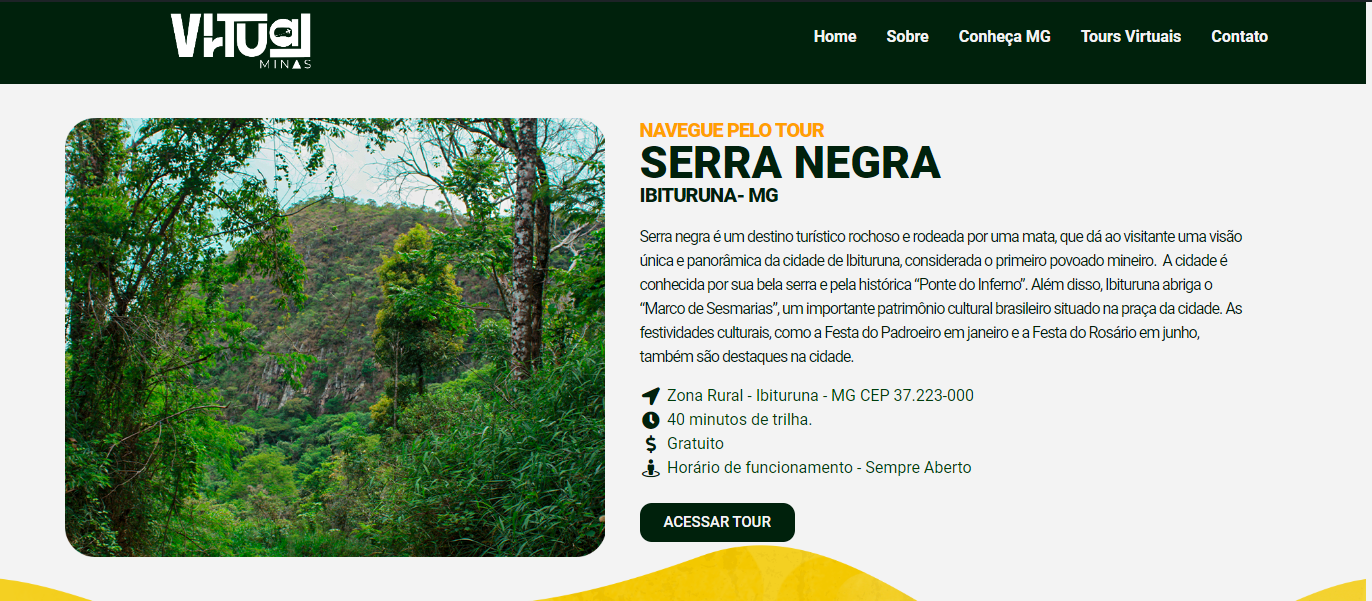 Virtual
MINAS
Home Sobre Conheça MG Tours Virtuais Contato
NAVEGUE PELO TOUR
SERRA NEGRA
IBITURUNA- MG
Serra negra é um destino turístico rochoso e rodeada por uma mata, que dá ao visitante uma visão
única e panorâmica da cidade de Ibituruna, considerada o primeiro povoado mineiro.  A cidade é
conhecida por sua bela serra e pela histórica “Ponte do Inferno”. Além disso, Ibituruna abriga o
“Marco de Sesmarias”, um importante patrimônio cultural brasileiro situado na praça da cidade. As
festividades culturais, como a Festa do Padroeiro em janeiro e a Festa do Rosário em junho,
também são destaques na cidade.
Zona Rural - Ibituruna - MG CEP 37.223-000
40 minutos de trilha.
Gratuito
Horário de funcionamento - Sempre Aberto
ACESSAR TOUR